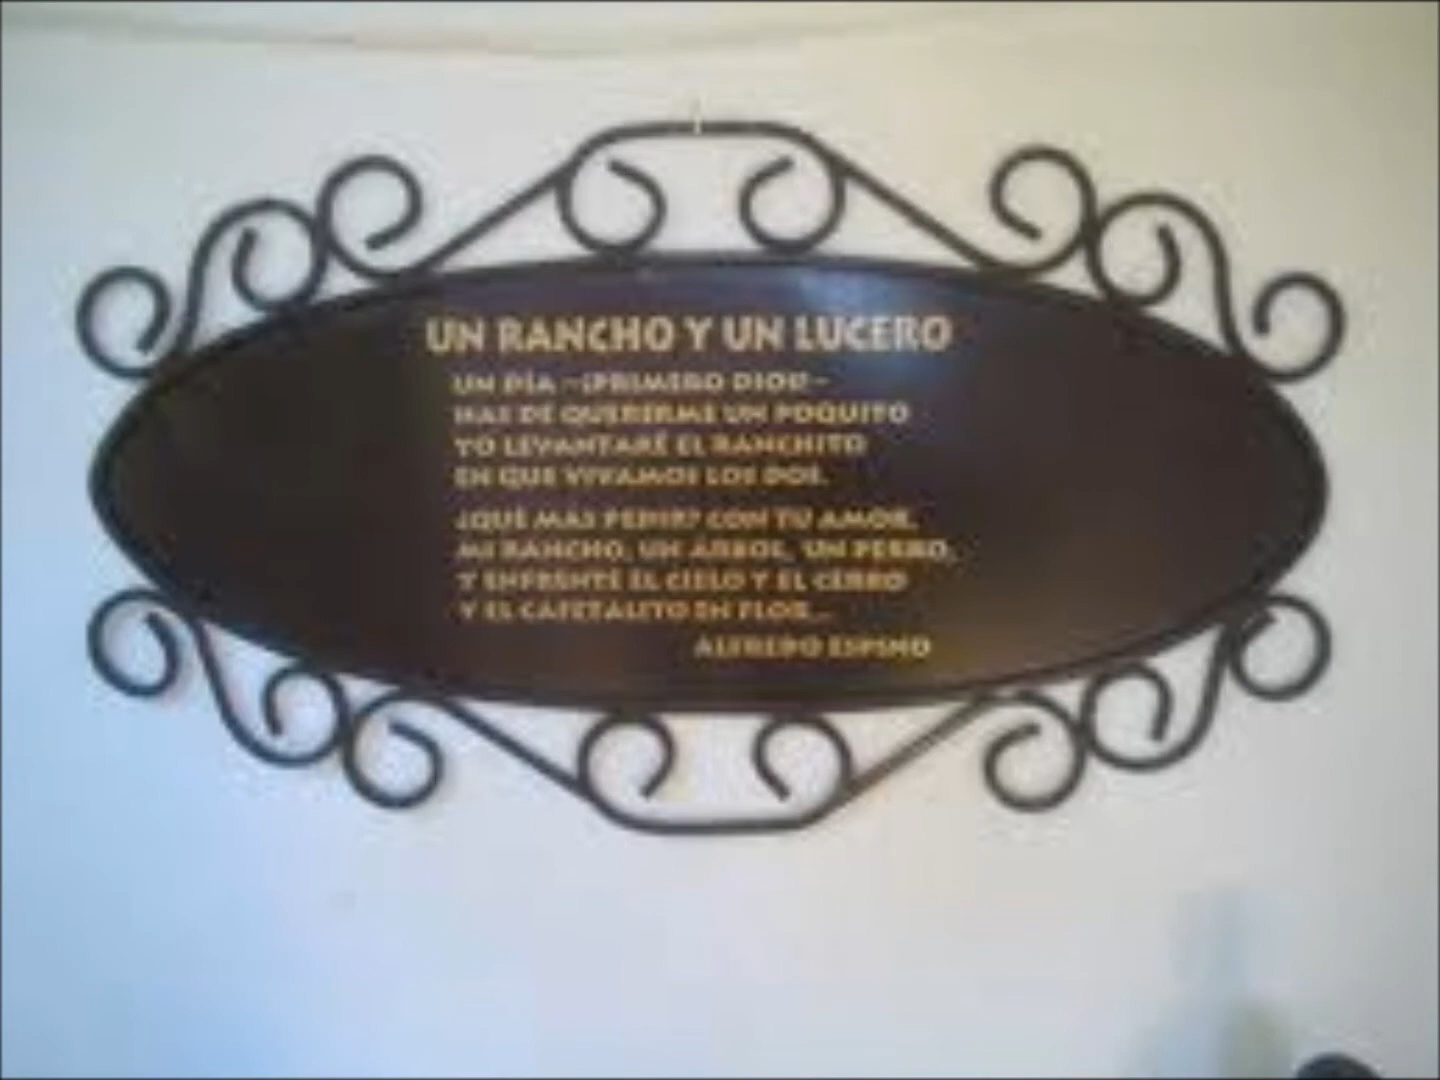 UN RANCHO Y UN LUCERO
UN DÍA -¡PRIMERO DIOS!-
HAS DE QUERERME UN POQUITO
YO LEVANTARÉ EL RANCHITO
EN QUE VIVAMOS LOS DOS.
¿QUÉ MAS PEDIR? CON TU AMOR,
MI RANCHO, UN ÁRBOL, UN PERRO,
Y ENFRENTE EL CIELO Y EL CERRO
Y EL CAFETALITO EN FLOR...
ALFREDO ESPINO